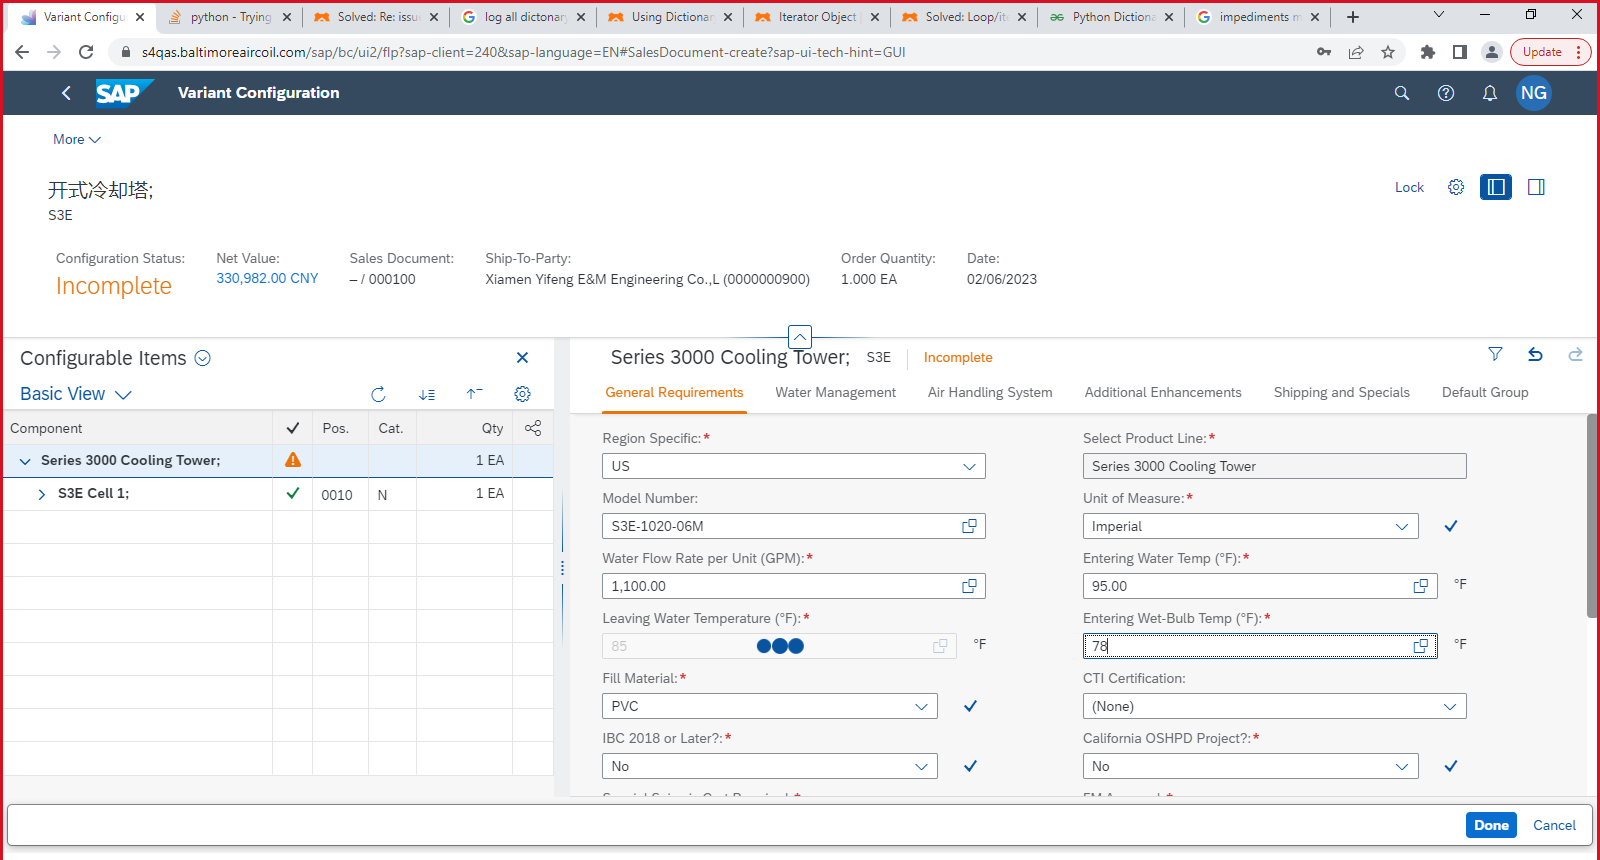 Variant Configu
python - Trying
Solved: Re: issue
log all dictonary
Using Dictionar
Iterator Object
Solved: Loop/ite
Python Dictiona
impediments m
s4qas.baltimoreaircoil.com/sap/bc/ui2/flp?sap-client=240&sap-language=EN#SalesDocument-create?sap-ui-tech-hint=GUI
Update
SAP
Variant Configuration
NG
More
开式冷却塔;
S3E
Lock
Configuration Status:
Incomplete
Net Value:
330,982.00 CNY
Sales Document:
– / 000100
Ship-To-Party:
Xiamen Yifeng E&M Engineering Co.,L (0000000900)
Order Quantity:
1.000 EA
Date:
02/06/2023
Configurable Items
Basic View
Component Pos. Cat. Qty
Series 3000 Cooling Tower; 1 EA
S3E Cell 1; 0010 N 1 EA
Series 3000 Cooling Tower; S3E Incomplete
General Requirements Water Management Air Handling System Additional Enhancements Shipping and Specials Default Group
Region Specific:*
US
Select Product Line:*
Series 3000 Cooling Tower
Model Number:
S3E-1020-06M
Unit of Measure:*
Imperial
Water Flow Rate per Unit (GPM):*
1,100.00
Entering Water Temp (°F):*
95.00 °F
Leaving Water Temperature (°F):*
85 °F
Entering Wet-Bulb Temp (°F):*
78 °F
Fill Material:*
PVC
CTI Certification:
(None)
IBC 2018 or Later?:*
No
California OSHPD Project?:*
No
Done Cancel